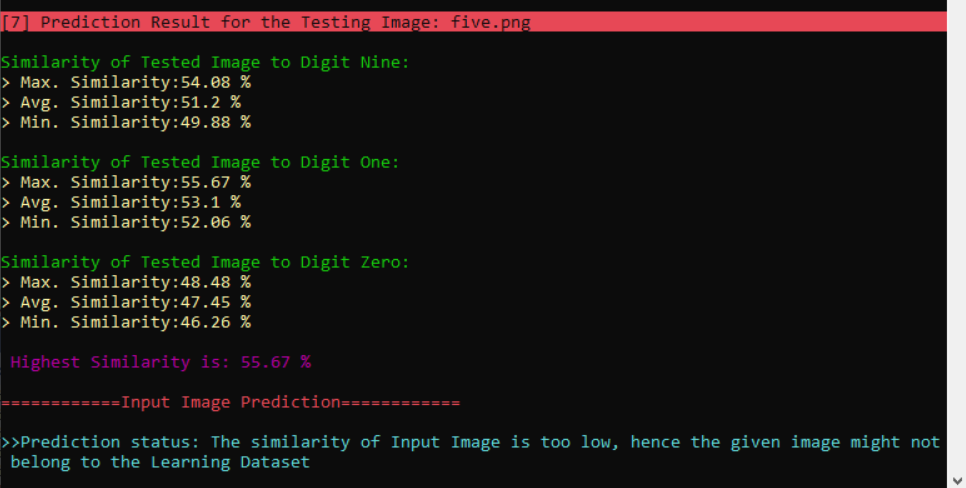 [7] Prediction Result for the Testing Image: five.png
Similarity of Tested Image to Digit Nine:
> Max. Similarity:54.08 %
> Avg. Similarity:51.2 %
> Min. Similarity:49.88 %
Similarity of Tested Image to Digit One:
> Max. Similarity:55.67 %
> Avg. Similarity:53.1 %
> Min. Similarity:52.06 %
Similarity of Tested Image to Digit Zero:
> Max. Similarity:48.48 %
> Avg. Similarity:47.45 %
> Min. Similarity:46.26 %
Highest Similarity is: 55.67 %
============Input Image Prediction============
>>Prediction status: The similarity of Input Image is too low, hence the given image might not
belong to the Learning Dataset